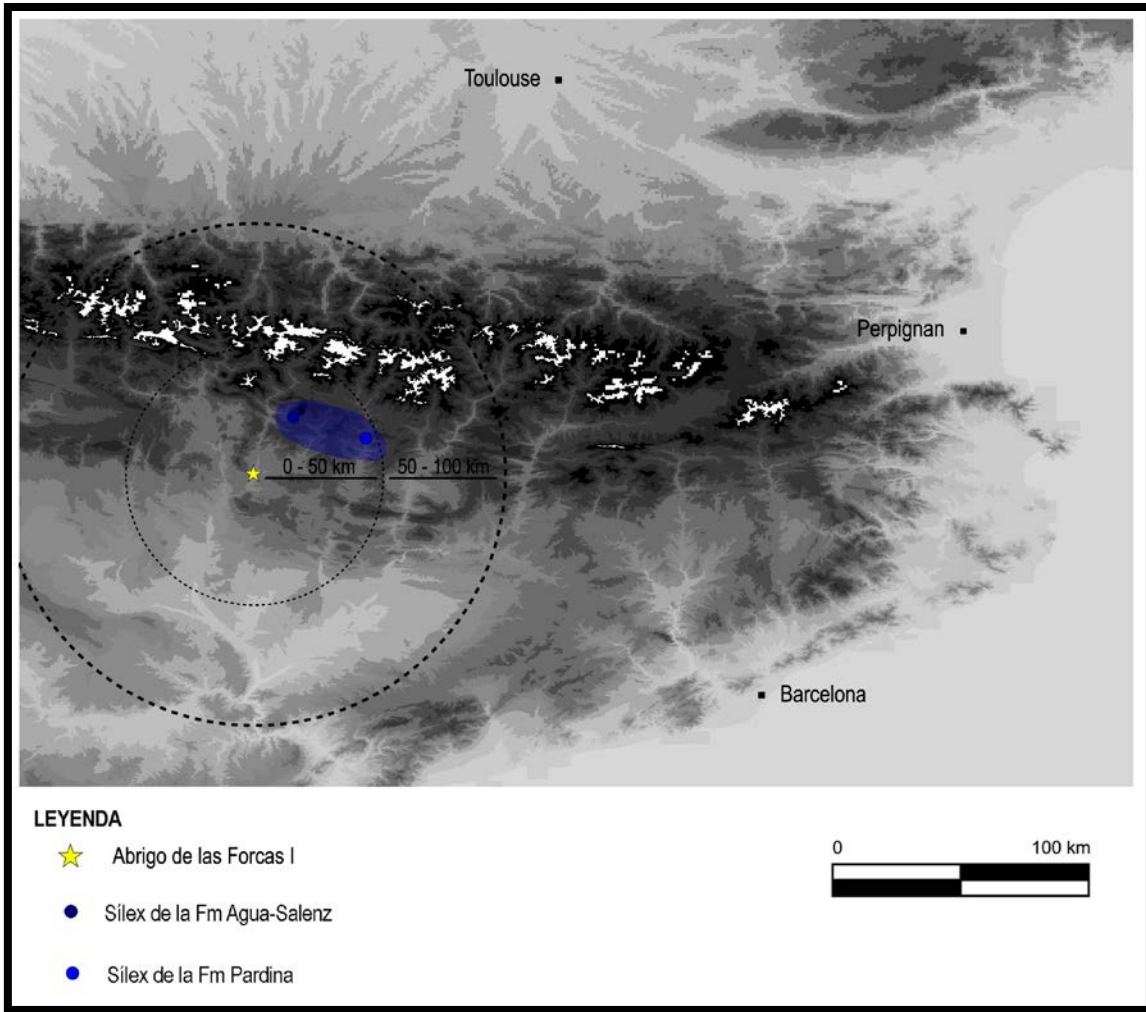 Toulouse
Perpignan
0 - 50 km
50 - 100 km
Barcelona
LEYENDA
Abrigo de las Forcas I
0
100 km
Sílex de la Fm Agua-Salenz
Sílex de la Fm Pardina